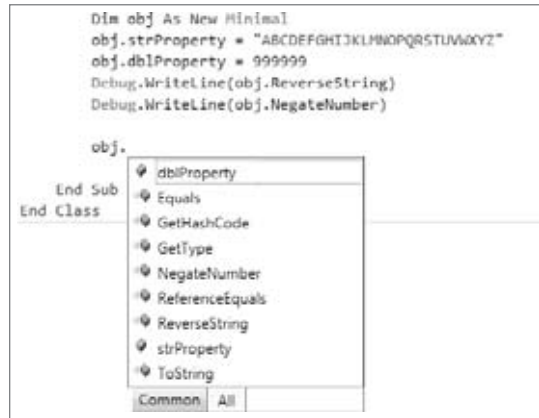 Dim obj As New Minimal
obj.strProperty = "ABCDEFGHIJKLMNOPQRSTUVWXYZ"
obj.dblProperty = 999999
Debug.WriteLine(obj.ReverseString)
Debug.WriteLine(obj.NegateNumber)
obj.
dblProperty
End Sub
Equals
End Class
GetHashCode
GetType
NegateNumber
ReferenceEquals
ReverseString
strProperty
ToString
Common All